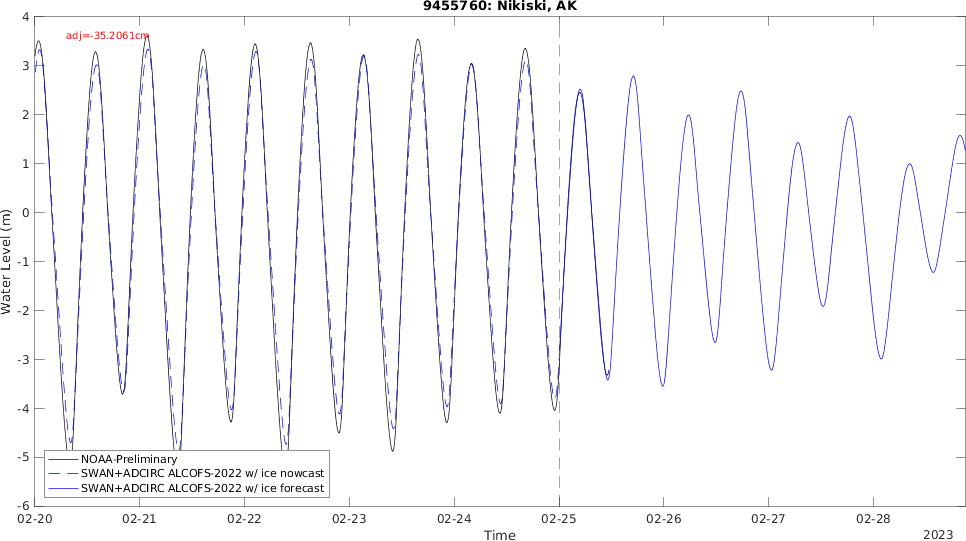 9455760: Nikiski, AK
adj=-35.2061cm
4
3
2
1
0
-1
-2
-3
-4
-5
-6
Water Level (m)
NOAA-Preliminary
SWAN+ADCIRC ALCOFS-2022 w/ ice nowcast
SWAN+ADCIRC ALCOFS-2022 w/ ice forecast
02-20 02-21 02-22 02-23 02-24 02-25 02-26 02-27 02-28
Time
2023